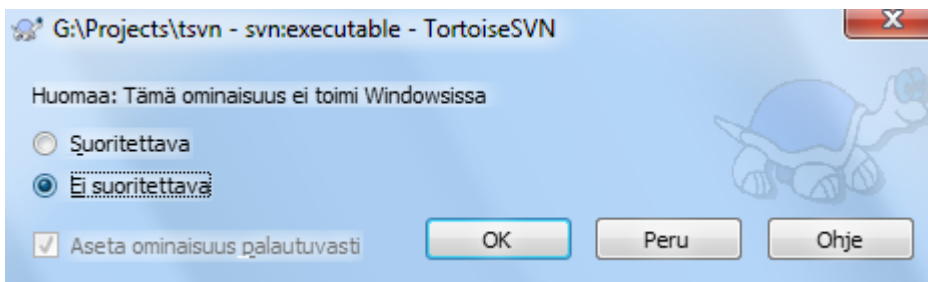 G:\Projects\tsvn - svn:executable - TortoiseSVN
Huomaa: Tämä ominaisuus ei toimi Windowsissa
Suoritettava
Ei suoritettava
Aseta ominaisuus palautuvasti
OK
Peru
Ohje